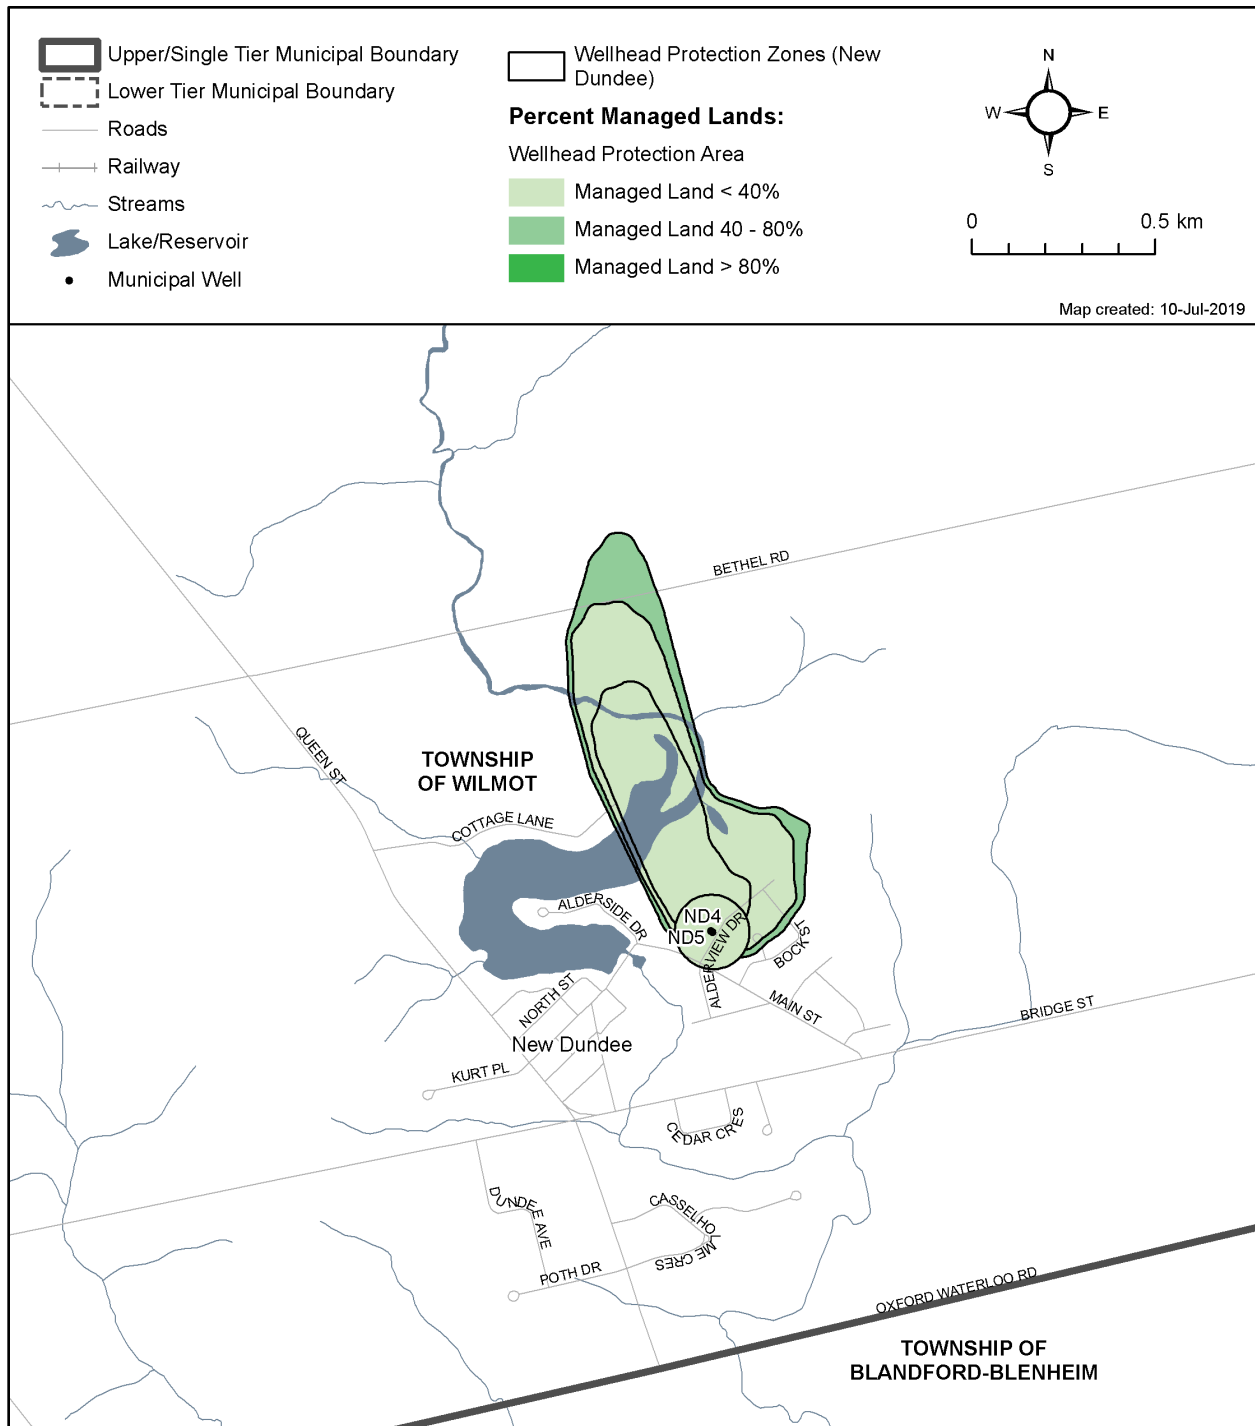 Upper/Single Tier Municipal Boundary
Lower Tier Municipal Boundary
Roads
Railway
Streams
Lake/Reservoir
Municipal Well
Wellhead Protection Zones (New
Dundee)
Percent Managed Lands:
Wellhead Protection Area
Managed Land < 40%
Managed Land 40 - 80%
Managed Land > 80%
N
W
E
S
0
0.5 km
Map created: 10-Jul-2019
BETHEL RD
QUEEN ST
TOWNSHIP
OF WILMOT
COTTAGE LANE
ALDERSIDE DR
ND4
ND5
ALDERVIEW DR
BOCK ST
MAIN ST
NORTH ST
BRIDGE ST
New Dundee
KURT PL
CEDAR CRES
DUNDEE AVE
CASSELHOLME CRES
POTH DR
OXFORD WATERLOO RD
TOWNSHIP OF
BLANDFORD-BLENHEIM